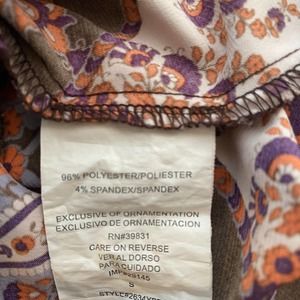 96% POLYESTER/POLIESTER
4% SPANDEX/SPANDEX
EXCLUSIVE OF ORNAMENTATION
EXCLUSIVO DE ORNAMENTACION
RN#39831
CARE ON REVERSE
VER AL DORSO
PARA CUIDADO
S